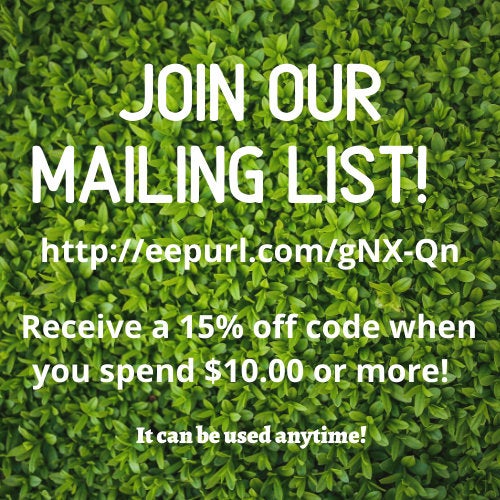 JOIN OUR
MAILING LIST!
http://eepurl.com/gNX-Qn
Receive a 15% off code when
you spend $10.00 or more!
It can be used anytime!